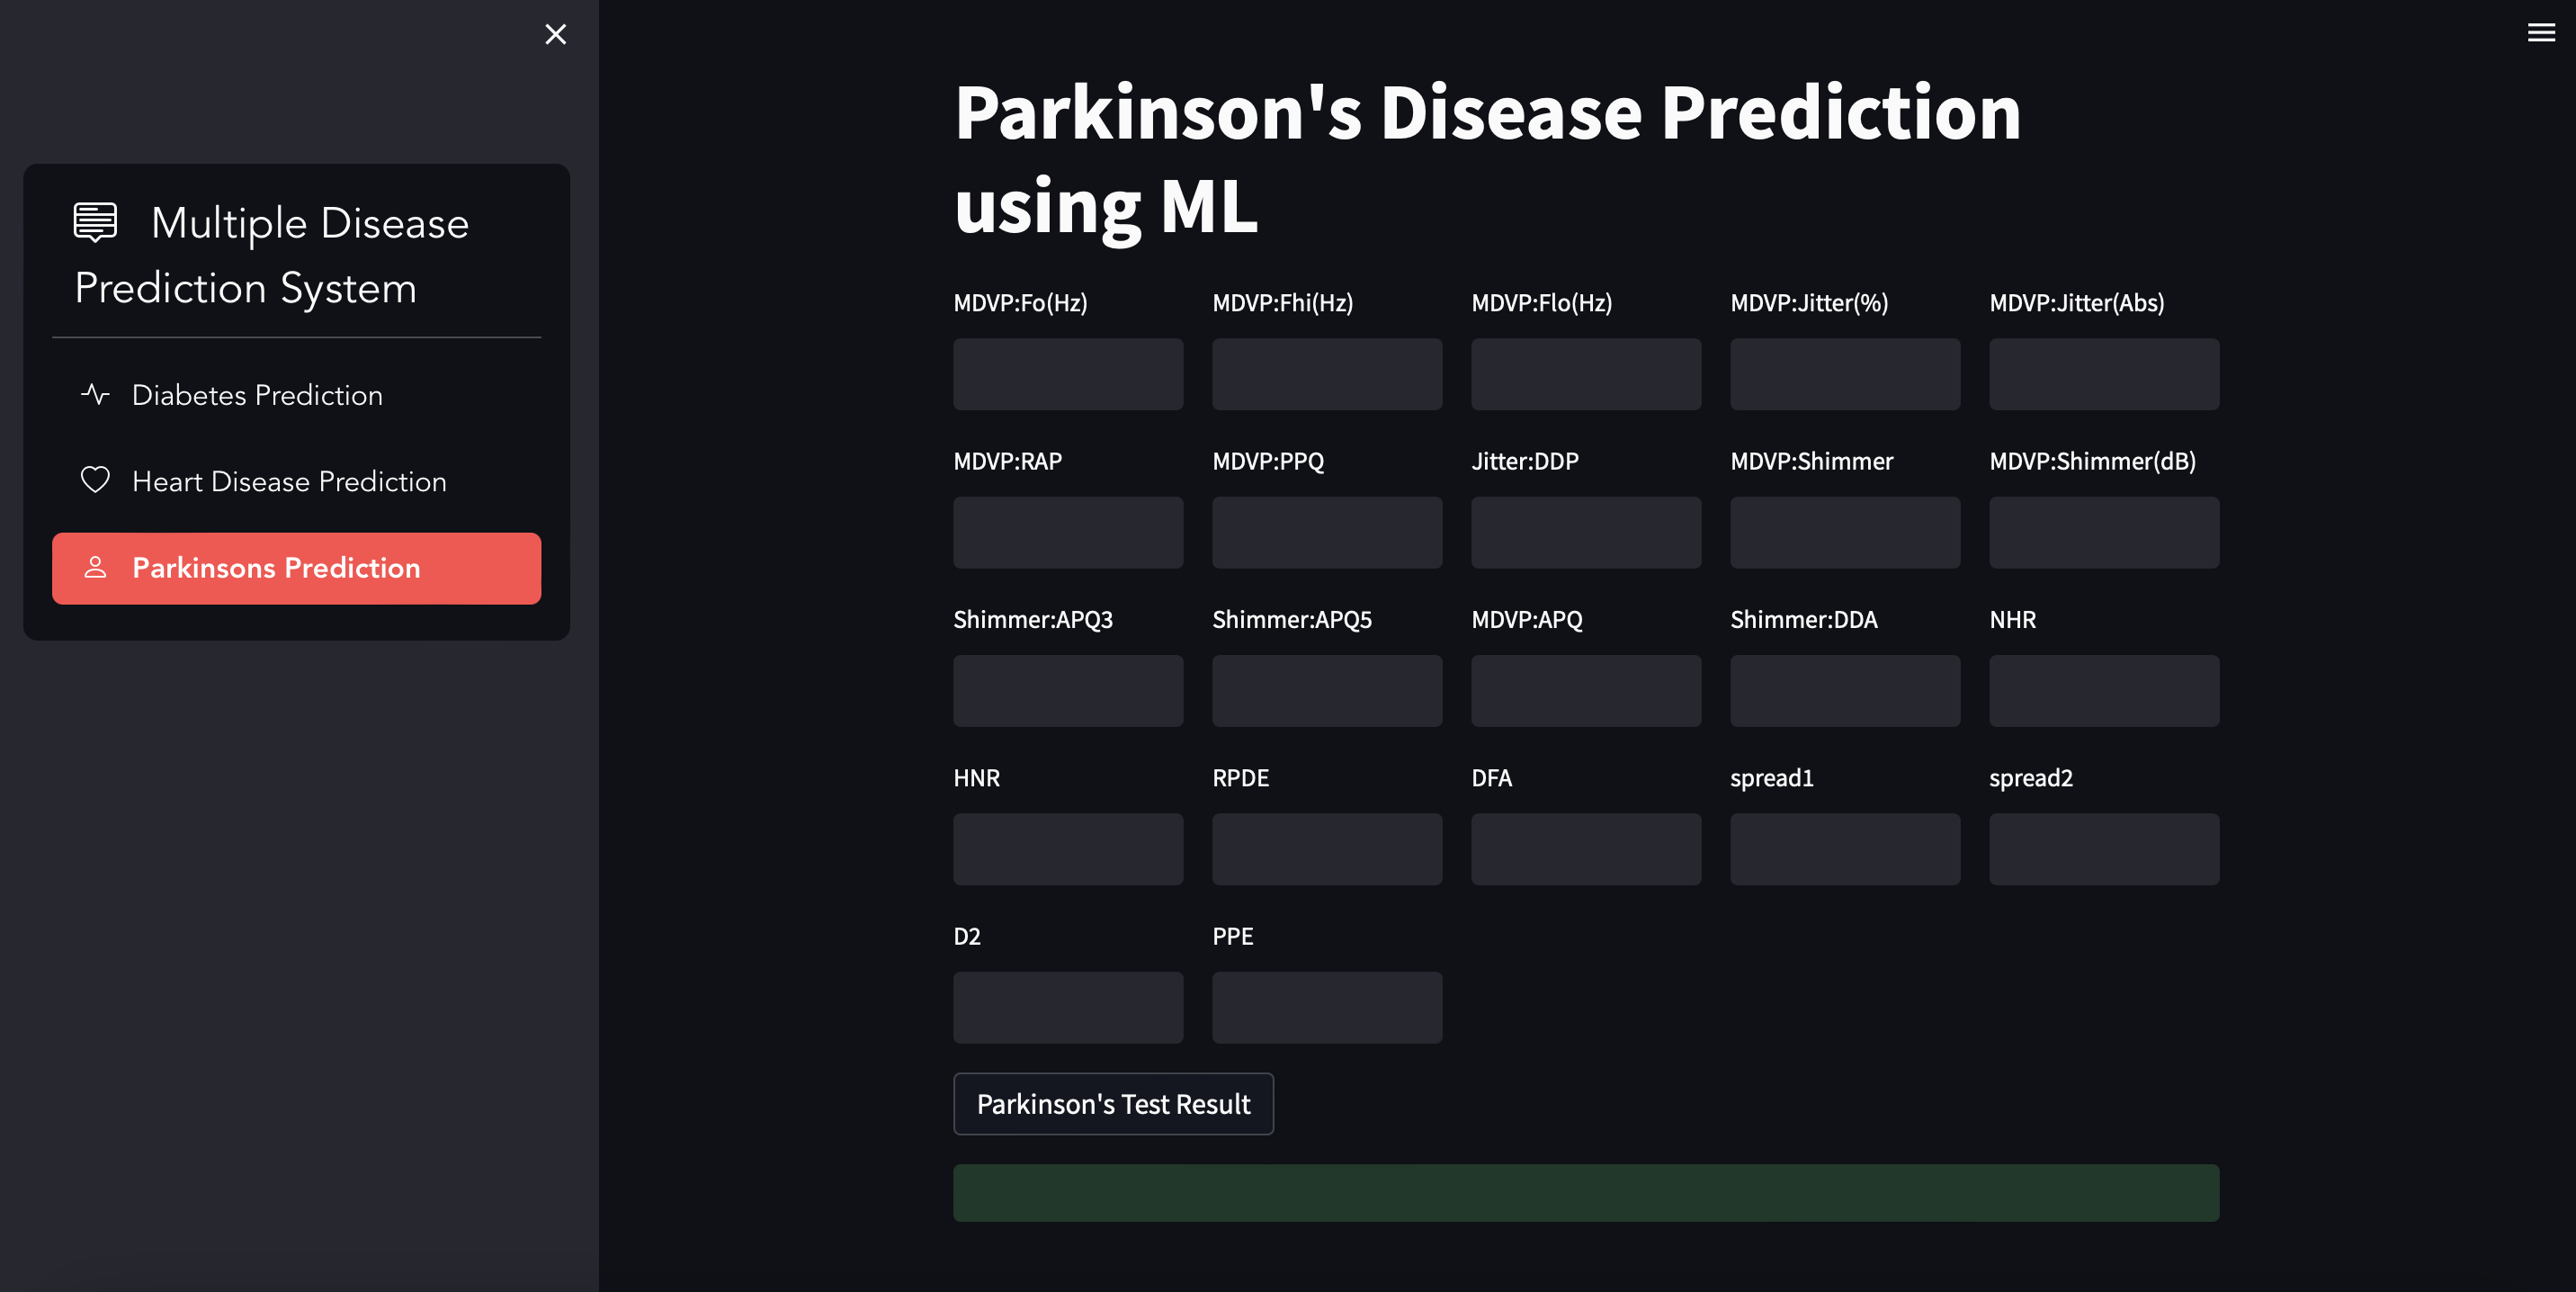 Multiple Disease
Prediction System
Diabetes Prediction
Heart Disease Prediction
Parkinsons Prediction
Parkinson's Disease Prediction
using ML
MDVP:Fo(Hz) MDVP:Fhi(Hz) MDVP:Flo(Hz) MDVP:Jitter(%) MDVP:Jitter(Abs)
MDVP:RAP MDVP:PPQ Jitter:DDP MDVP:Shimmer MDVP:Shimmer(dB)
Shimmer:APQ3 Shimmer:APQ5 MDVP:APQ Shimmer:DDA NHR
HNR RPDE DFA spread1 spread2
D2 PPE
Parkinson's Test Result